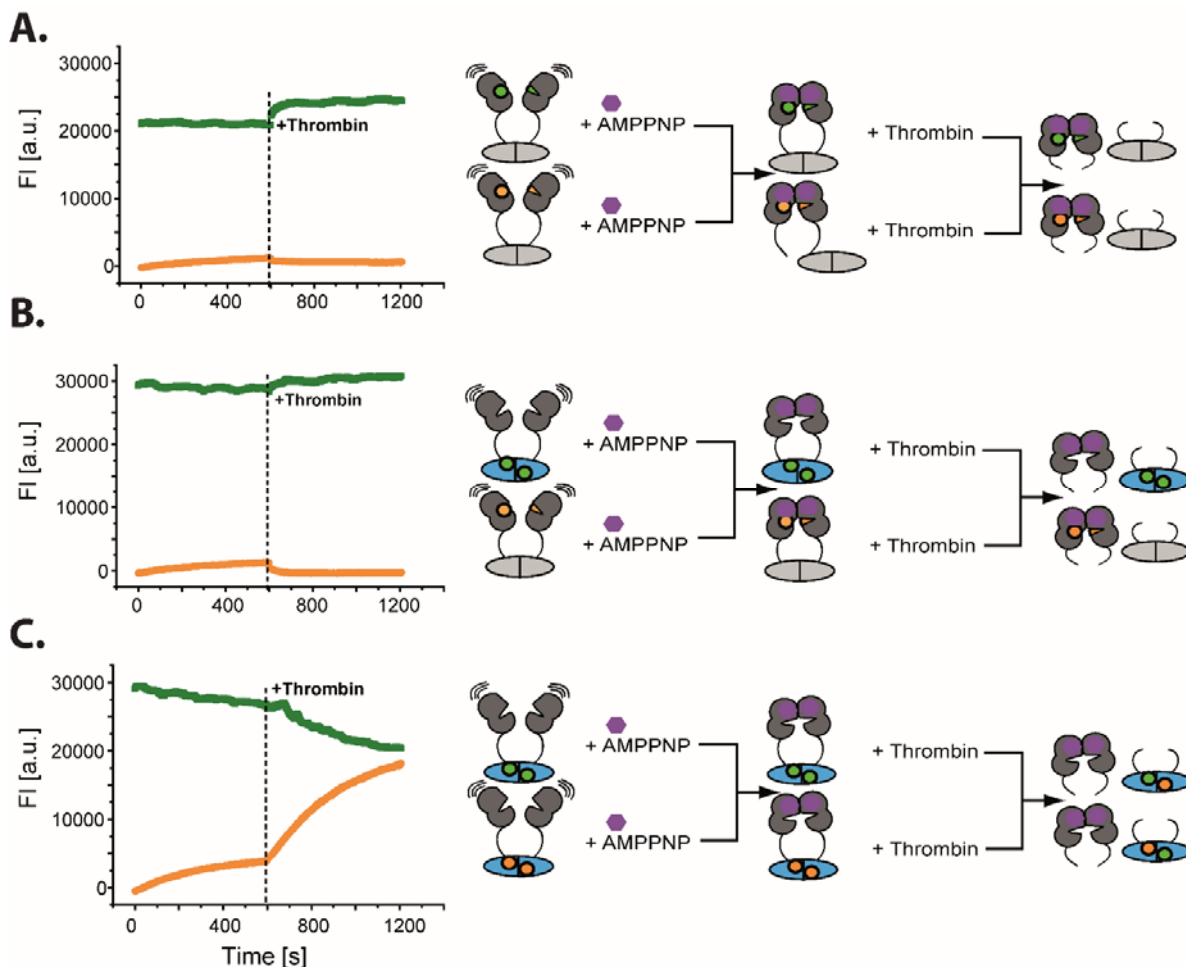 A.
30000
20000
10000
0
FI [a.u.]
+Thrombin
0 400 800 1200
+ AMPPNP
+ AMPPNP
+ Thrombin
+ Thrombin
B.
30000
20000
10000
0
FI [a.u.]
+Thrombin
0 400 800 1200
+ AMPPNP
+ AMPPNP
+ Thrombin
+ Thrombin
C.
30000
20000
10000
0
FI [a.u.]
+Thrombin
0 400 800 1200
Time [s]
+ AMPPNP
+ AMPPNP
+ Thrombin
+ Thrombin